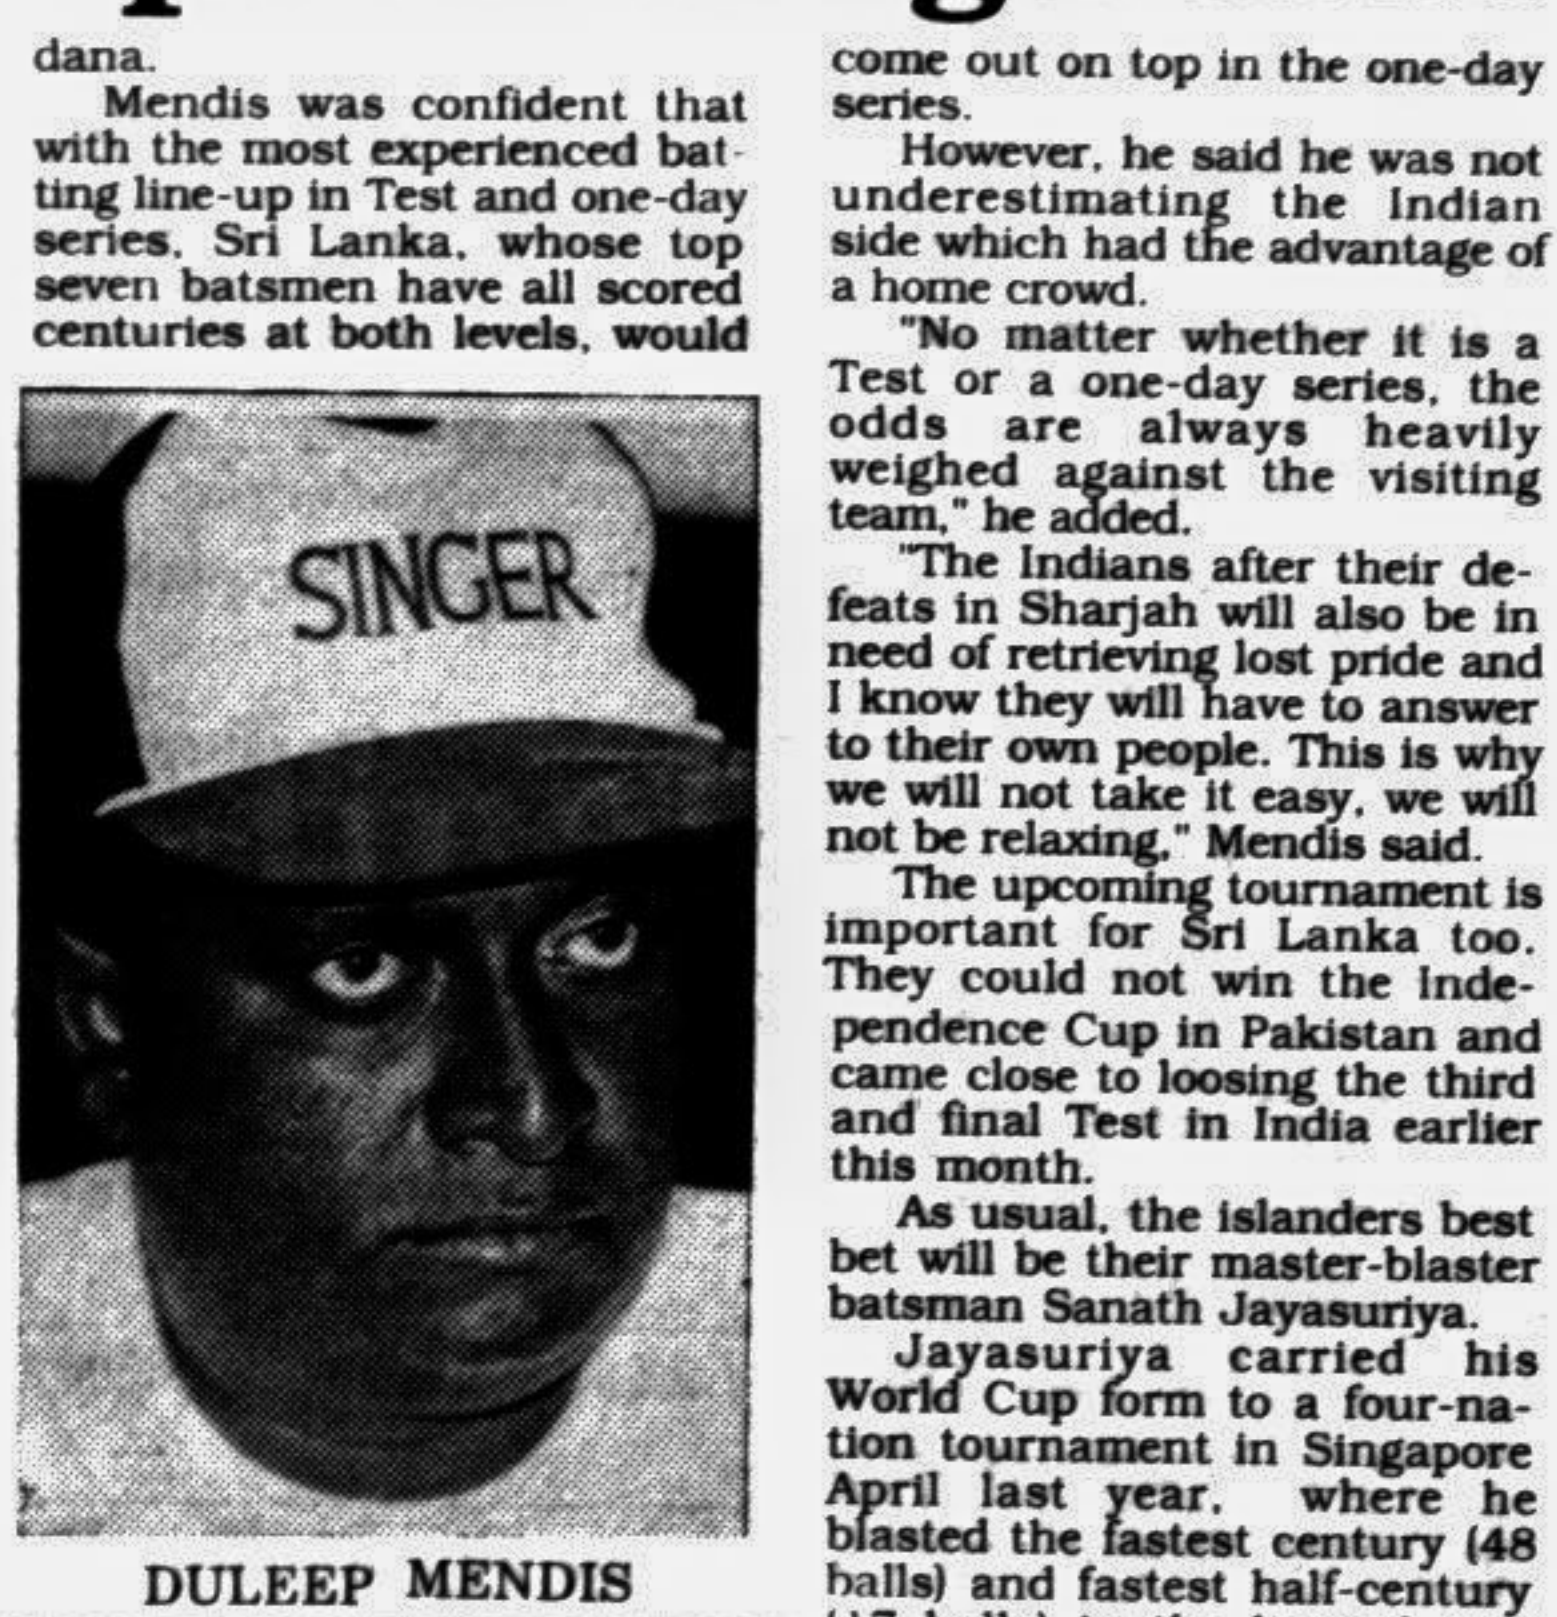 dana.
Mendis was confident that
with the most experienced bat-
ting line-up in Test and one-day
series, Sri Lanka, whose top
seven batsmen have all scored
centuries at both levels, would
SINGER
DULEEP MENDIS
come out on top in the one-day
series.
However, he said he was not
underestimating the Indian
side which had the advantage of
a home crowd.
"No matter whether it is a
Test or a one-day series, the
odds are always heavily
weighed against the visiting
team," he added.
"The Indians after their de-
feats in Sharjah will also be in
need of retrieving lost pride and
I know they will have to answer
to their own people. This is why
we will not take it easy, we will
not be relaxing," Mendis said.
The upcoming tournament is
important for Sri Lanka too.
They could not win the Inde-
pendence Cup in Pakistan and
came close to loosing the third
and final Test in India earlier
this month.
As usual, the islanders best
bet will be their master-blaster
batsman Sanath Jayasuriya.
Jayasuriya carried his
World Cup form to a four-na-
tion tournament in Singapore
April last year, where he
blasted the fastest century (48
balls) and fastest half-century